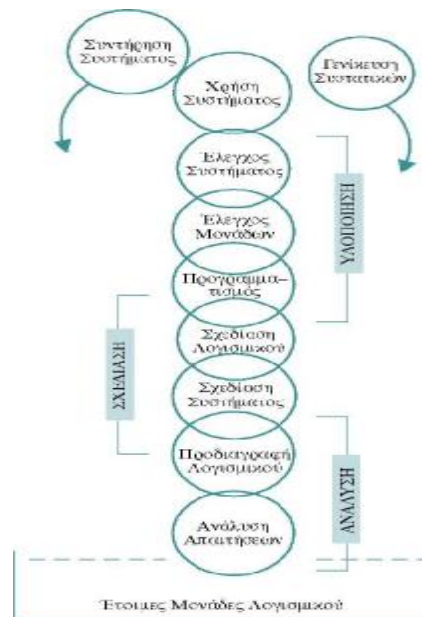 Συντήρηση
Συστήματος
Γενίκευση
Συστατικών
Χρήση
Συστήματος
Έλεγχος
Συστήματος
Έλεγχος
Μονάδων
ΥΛΟΠΟΙΗΣΗ
Προγραμμα-
τισμός
Σχεδίαση
Λογισμικού
ΣΧΕΔΙΑΣΗ
Σχεδίαση
Συστήματος
Προδιαγραφή
Λογισμικού
ΑΝΑΛΥΣΗ
Ανάλυση
Απαιτήσεων
Έτοιμες Μονάδες Λογισμικού